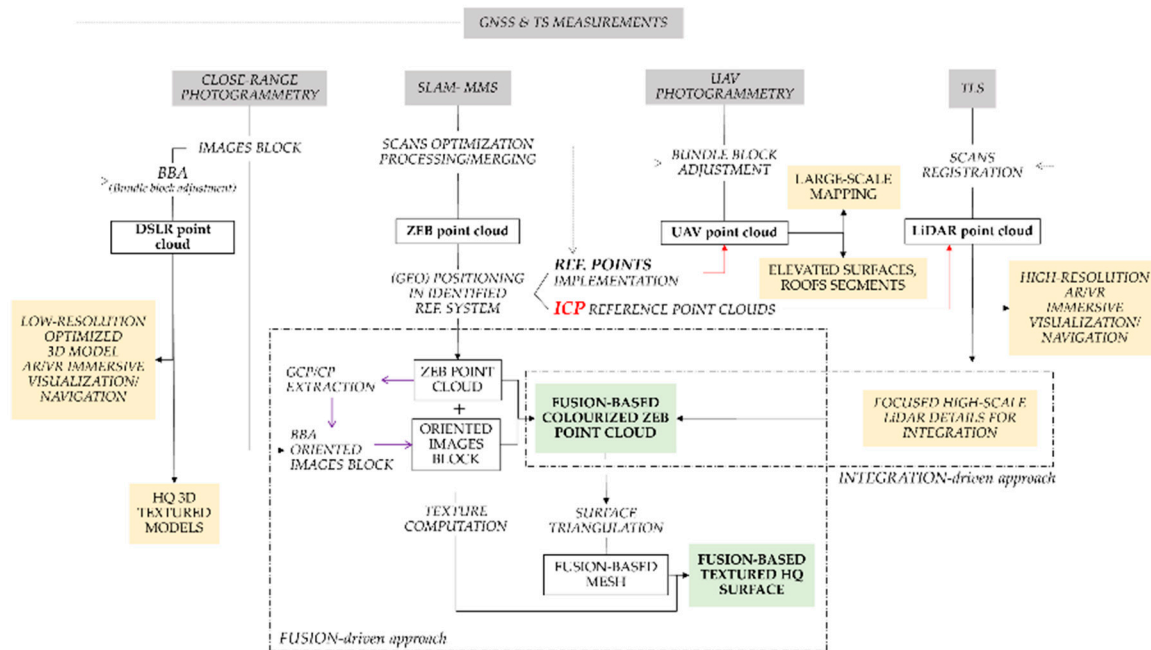 GNSS & TS MEASUREMENTS
CLOSE-RANGE
PHOTOGRAMMETRY
SLAM- MMS
UAV
PHOTOGRAMMETRY
TLS
IMAGES BLOCK
BBA
(Bundle block adjustment)
SCANS OPTIMIZATION
PROCESSING/MERGING
BUNDLE BLOCK
ADJUSTMENT
LARGE-SCALE
MAPPING
SCANS
REGISTRATION
DSLR point
cloud
ZEB point cloud
UAV point cloud
LiDAR point cloud
(GEO) POSITIONING
IN IDENTIFIED
REF. SYSTEM
REF. POINTS
IMPLEMENTATION
ICP REFERENCE POINT CLOUDS
ELEVATED SURFACES,
ROOFS SEGMENTS
HIGH-RESOLUTION
AR/VR
IMMERSIVE
VISUALIZATION/
NAVIGATION
LOW-RESOLUTION
OPTIMIZED
3D MODEL
AR/VR IMMERSIVE
VISUALIZATION/
NAVIGATION
GCP/CP
EXTRACTION
ZEB POINT
CLOUD
+
ORIENTED
IMAGES
BLOCK
BBA
ORIENTED
IMAGES BLOCK
FUSION-BASED
COLOURIZED ZEB
POINT CLOUD
FOCUSED HIGH-SCALE
LiDAR DETAILS FOR
INTEGRATION
INTEGRATION-driven approach
HQ 3D
TEXTURED
MODELS
TEXTURE
COMPUTATION
SURFACE
TRIANGULATION
FUSION-BASED
MESH
FUSION-BASED
TEXTURED HQ
SURFACE
FUSION-driven approach